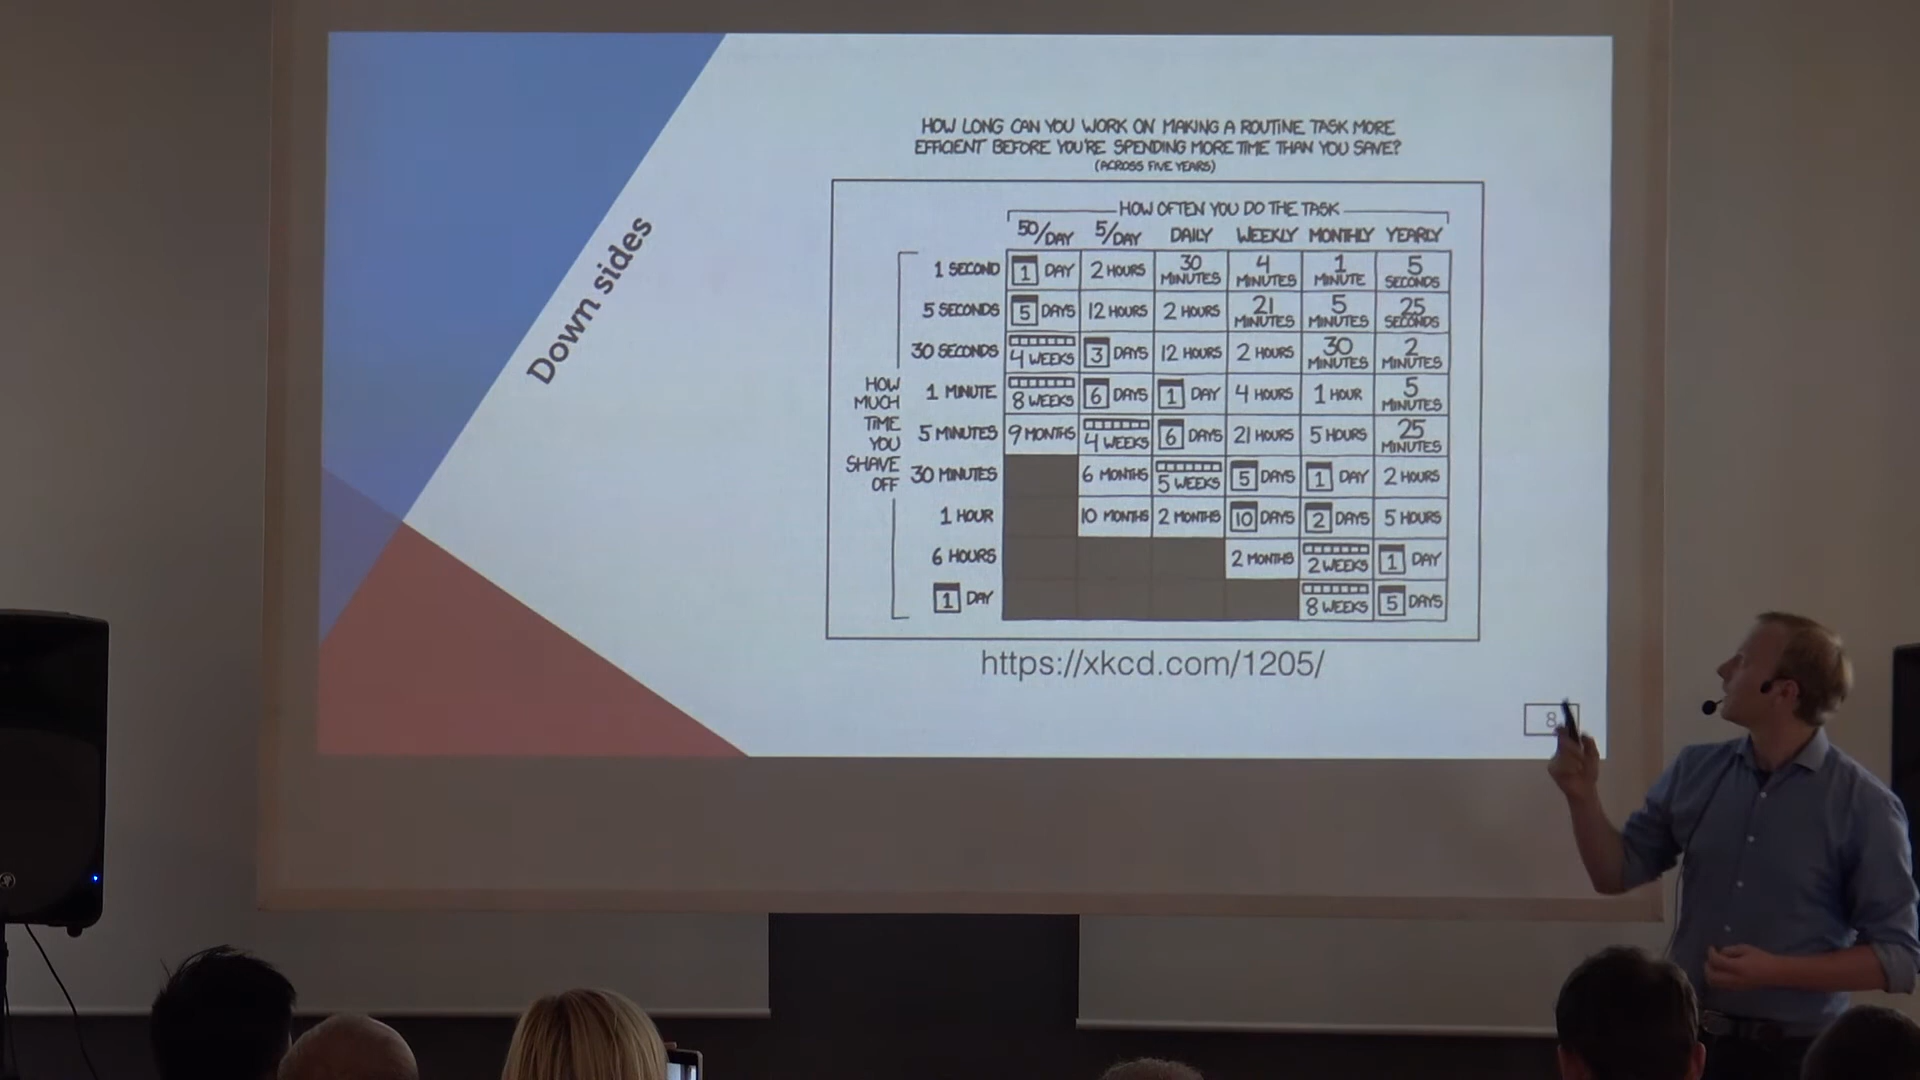 Down sides
HOW LONG CAN YOU WORK ON MAKING A ROUTINE TASK MORE
EFFICIENT BEFORE YOU'RE SPENDING MORE TIME THAN YOU SAVE?
(ACROSS FIVE YEARS)
HOW OFTEN YOU DO THE TASK
50/DAY 5/DAY DAILY WEEKLY MONTHLY YEARLY
HOW MUCH TIME YOU SHAVE OFF
1 SECOND 1 DAY 2 HOURS 30 MINUTES 4 MINUTES 1 MINUTE 5 SECONDS
5 SECONDS 5 DAYS 12 HOURS 2 HOURS 21 MINUTES 5 MINUTES 25 SECONDS
30 SECONDS 4 WEEKS 3 DAYS 12 HOURS 2 HOURS 30 MINUTES 2 MINUTES
1 MINUTE 8 WEEKS 6 DAYS 1 DAY 4 HOURS 1 HOUR 5 MINUTES
5 MINUTES 9 MONTHS 4 WEEKS 6 DAYS 21 HOURS 5 HOURS 25 MINUTES
30 MINUTES 6 MONTHS 5 WEEKS 5 DAYS 1 DAY 2 HOURS
1 HOUR 10 MONTHS 2 MONTHS 10 DAYS 2 DAYS 5 HOURS
6 HOURS 2 MONTHS 2 WEEKS 1 DAY
1 DAY 8 WEEKS 5 DAYS
https://xkcd.com/1205/
8